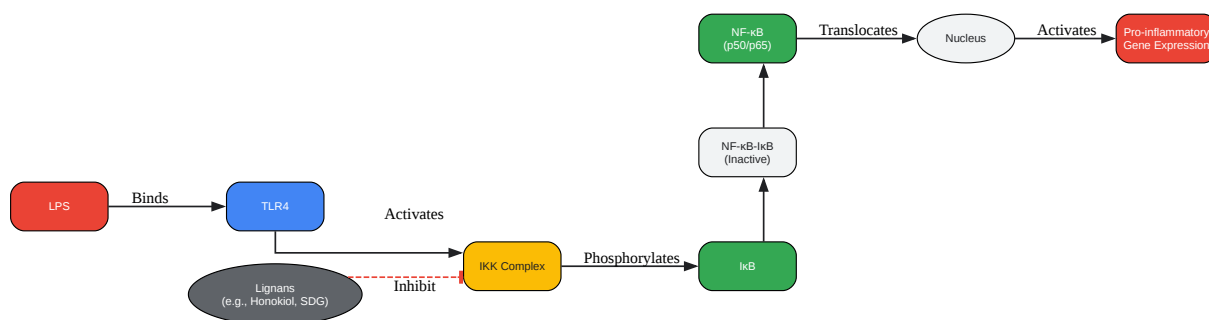 NF-κB
(p50/p65)
Translocates
Nucleus
Activates
Pro-inflammatory
Gene Expression
NF-κB-IκB
(Inactive)
LPS
Binds
TLR4
Activates
IKK Complex
Phosphorylates
IκB
Lignans
(e.g., Honokiol, SDG)
Inhibit